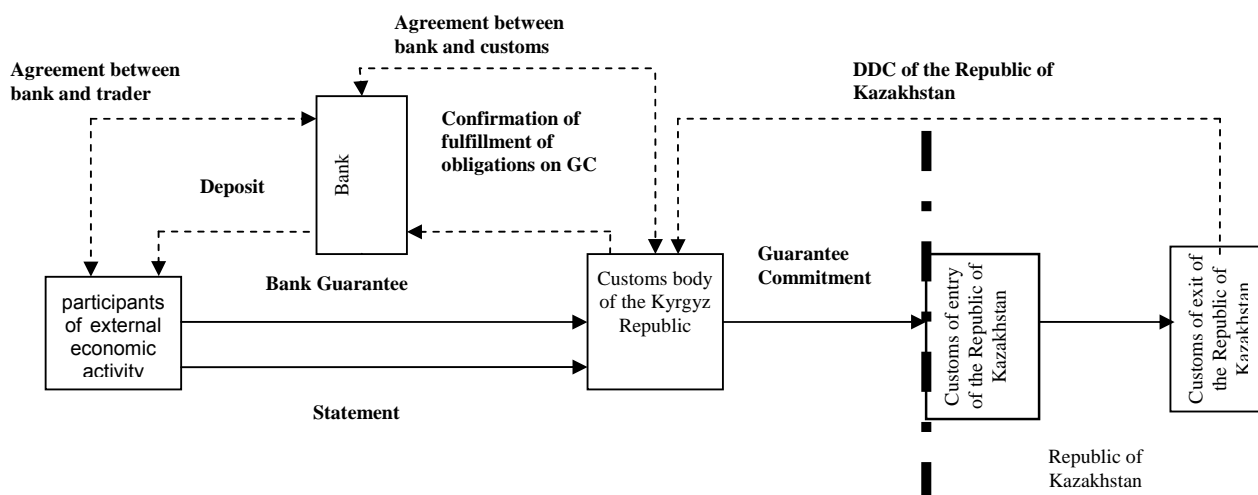 Agreement between
bank and customs
Agreement between
bank and trader
DDC of the Republic of
Kazakhstan
Confirmation of
fulfillment of
obligations on GC
Bank
Deposit
Bank Guarantee
Guarantee
Commitment
participants
of external
economic
activity
Customs body
of the Kyrgyz
Republic
Customs of entry
of the Republic of
Kazakhstan
Customs of exit of
the Republic of
Kazakhstan
Statement
Republic of
Kazakhstan